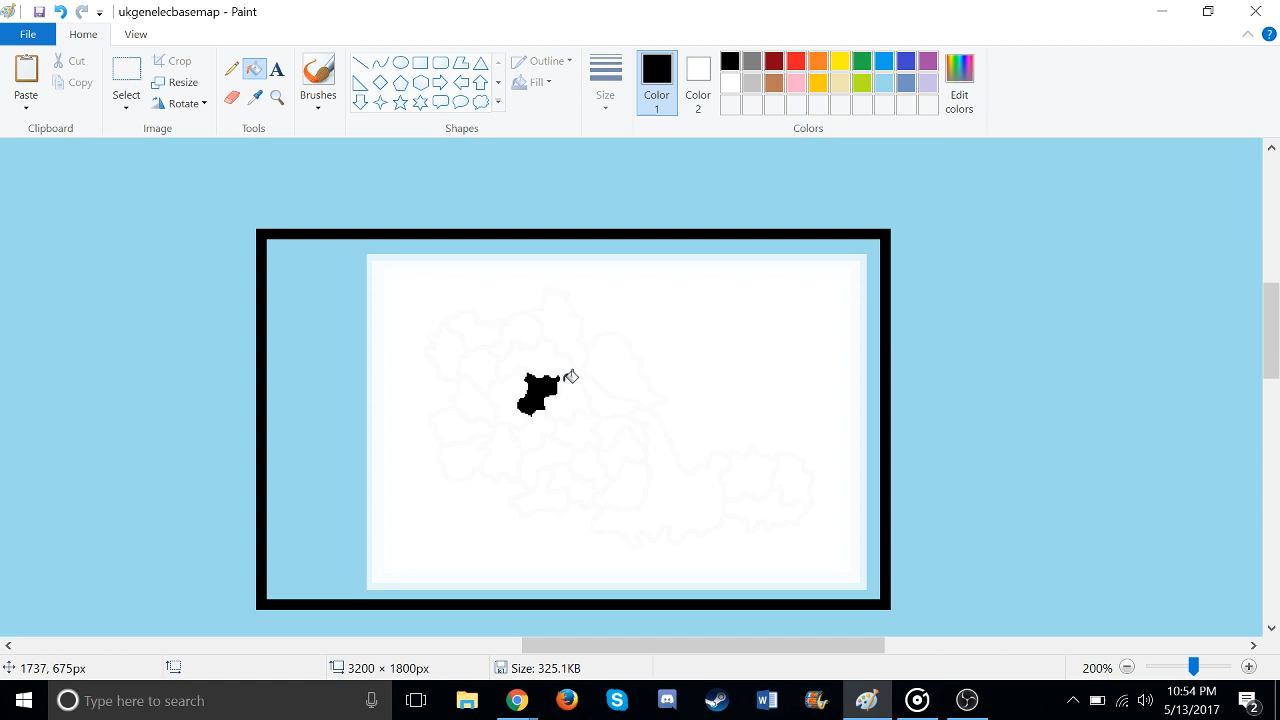 ukgenelecbasemap - Paint
File
Home
View
Paste
Cut
Copy
Clipboard
Select
Crop
Resize
Rotate
Image
A
Tools
Brushes
Outline
Fill
Shapes
Size
Color
1
Color
2
Edit
colors
Colors
1737, 675px
3200 × 1800px
Size: 325.1KB
200%
Type here to search
10:54 PM
5/13/2017
2